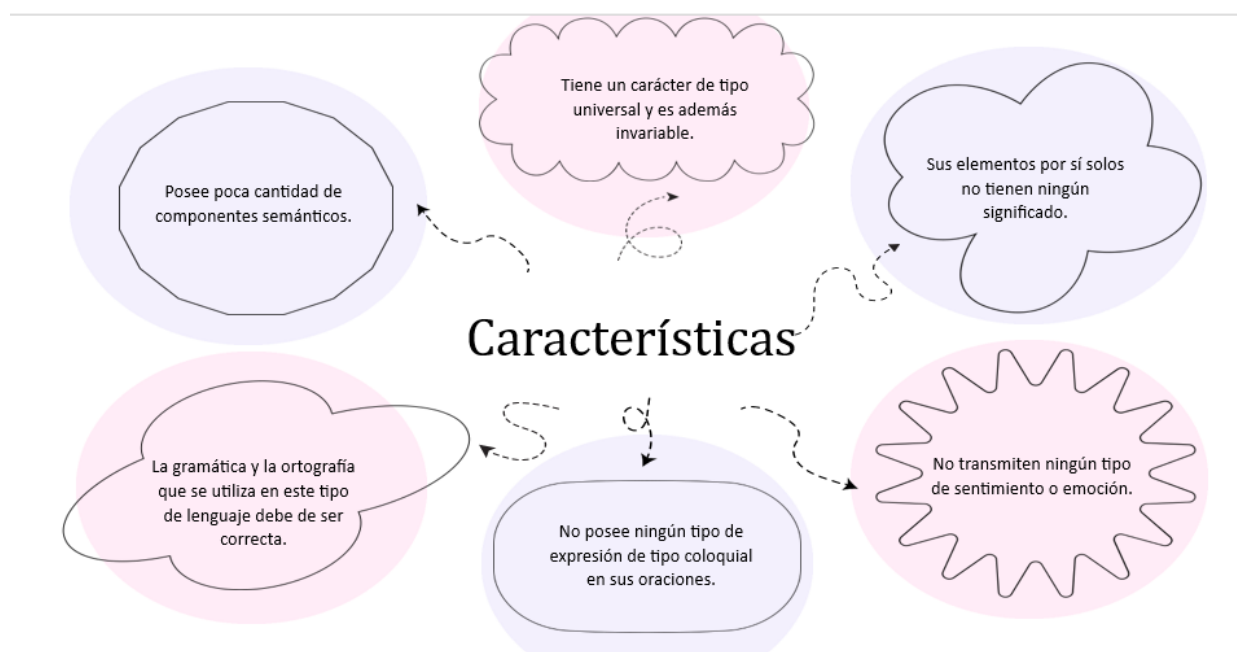 Tiene un carácter de tipo
universal y es además
invariable.
Posee poca cantidad de
componentes semánticos.
Sus elementos por sí solos
no tienen ningún
significado.
Características
La gramática y la ortografía
que se utiliza en este tipo
de lenguaje debe de ser
correcta.
No posee ningún tipo de
expresión de tipo coloquial
en sus oraciones.
No transmiten ningún tipo
de sentimiento o emoción.